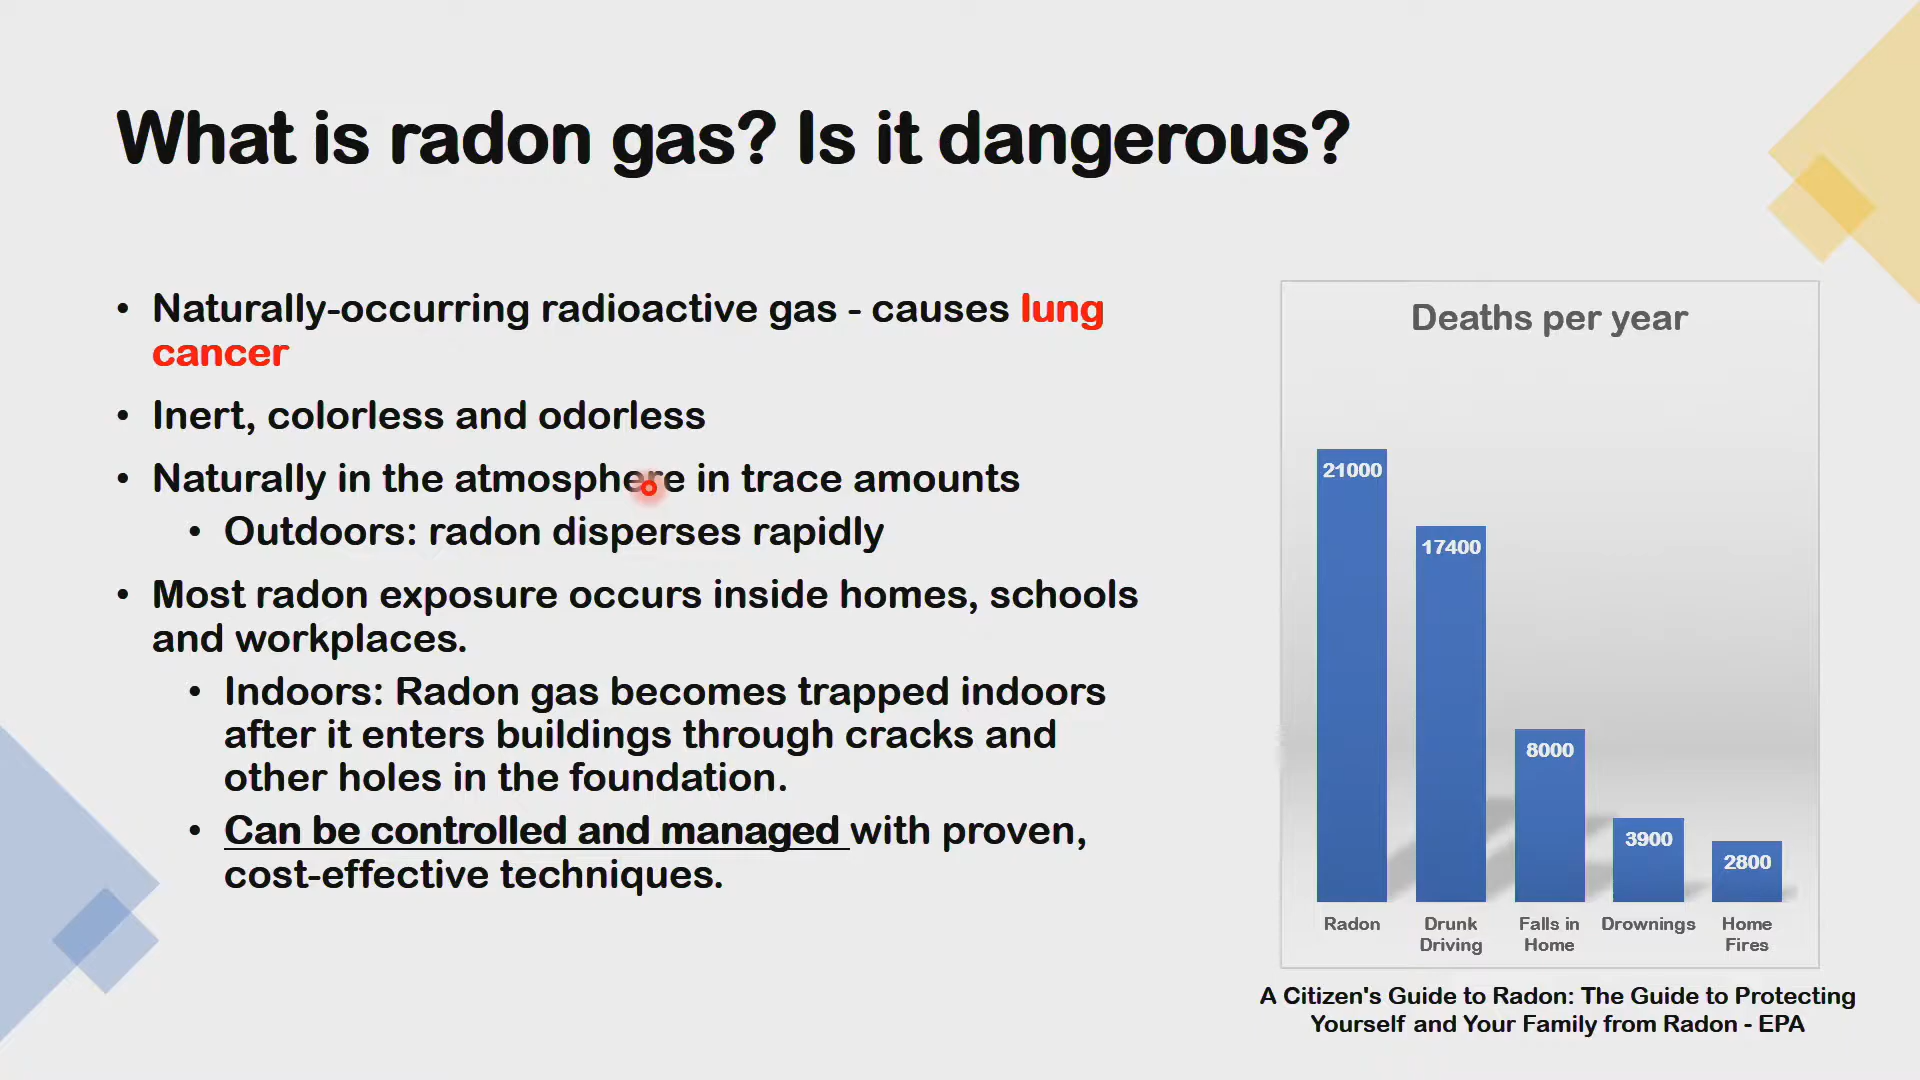 What is radon gas? Is it dangerous?
• Naturally-occurring radioactive gas - causes lung
cancer
• Inert, colorless and odorless
• Naturally in the atmosphere in trace amounts
• Outdoors: radon disperses rapidly
• Most radon exposure occurs inside homes, schools
and workplaces.
• Indoors: Radon gas becomes trapped indoors
after it enters buildings through cracks and
other holes in the foundation.
• Can be controlled and managed with proven,
cost-effective techniques.
Deaths per year
21000
17400
8000
3900
2800
Radon
Drunk
Driving
Falls in
Home
Drownings
Home
Fires
A Citizen's Guide to Radon: The Guide to Protecting
Yourself and Your Family from Radon - EPA